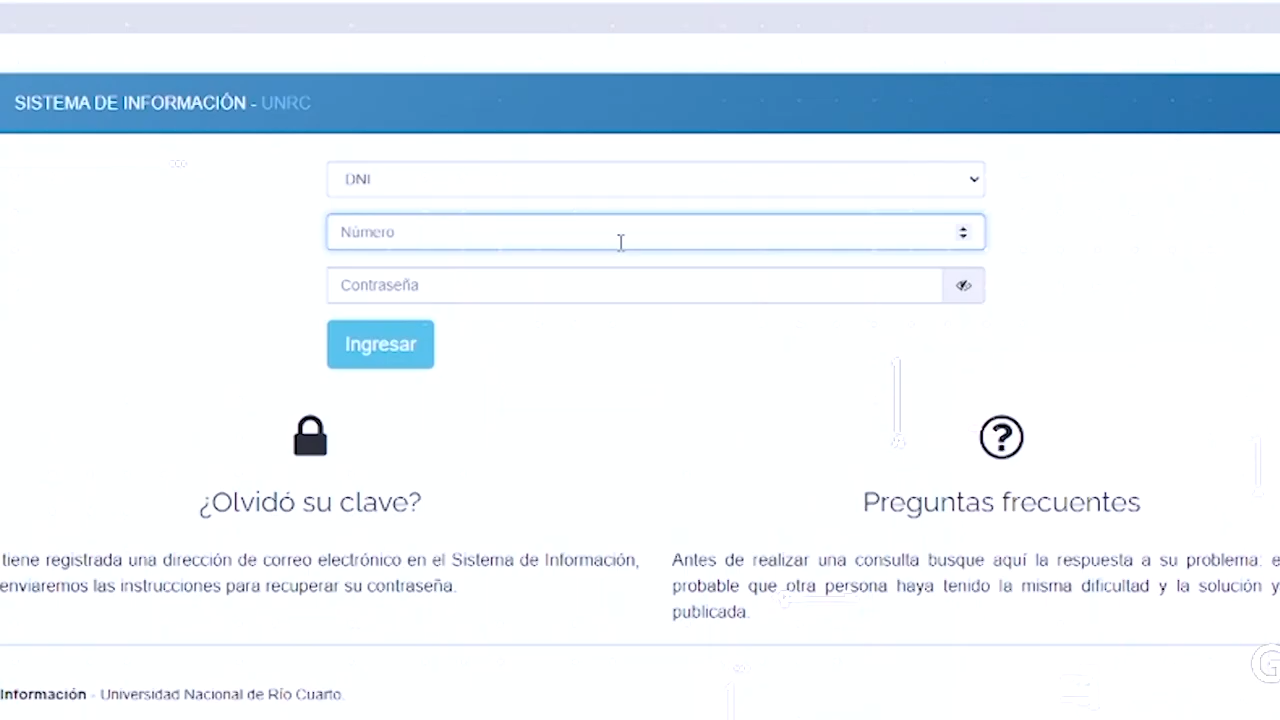 SISTEMA DE INFORMACIÓN - UNRC
DNI
Número
Contraseña
Ingresar
¿Olvidó su clave?
Preguntas frecuentes
tiene registrada una dirección de correo electrónico en el Sistema de Información,
enviaremos las instrucciones para recuperar su contraseña.
Antes de realizar una consulta busque aquí la respuesta a su problema: e
probable que otra persona haya tenido la misma dificultad y la solución y
publicada.
Información - Universidad Nacional de Río Cuarto.